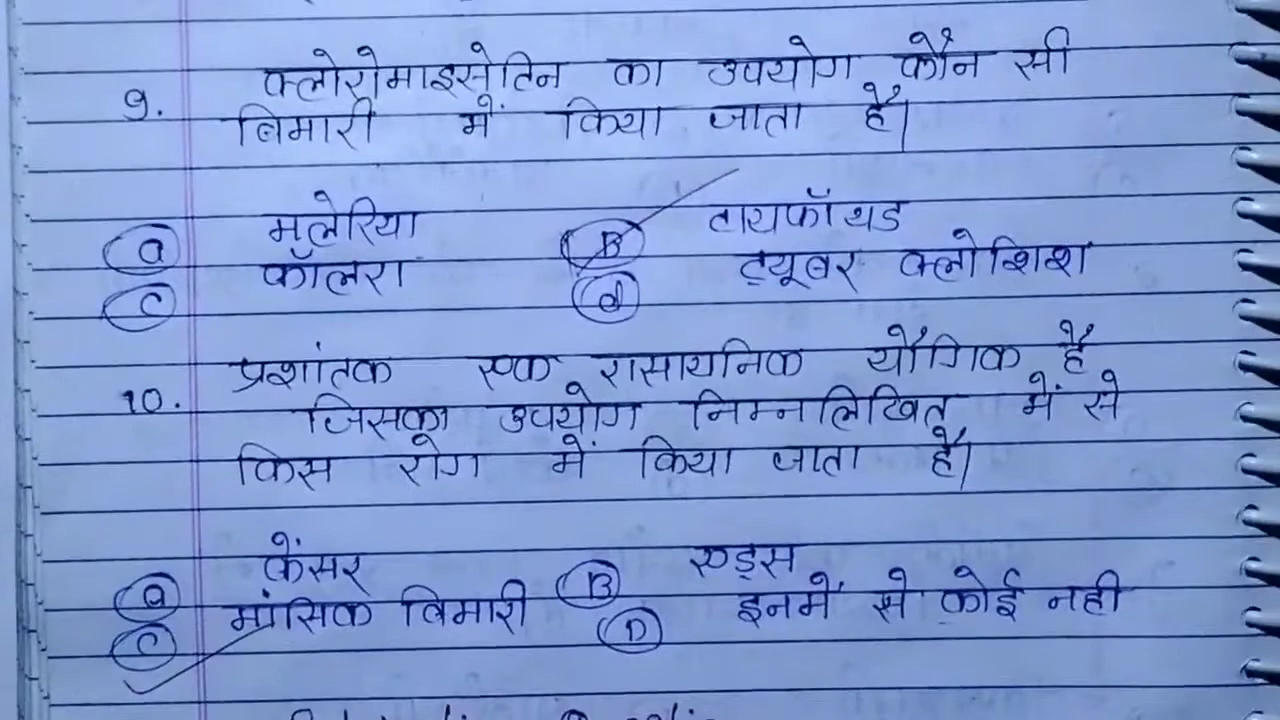 9. क्लोरोमाइसेटिन का उपयोग कौन सी
बिमारी में किया जाता है।
a मलेरिया B टायफॉयड
C कॉलरा d ट्यूबर क्लोशिश
10. प्रशांतक एक रासायनिक यौगिक है
जिसका उपयोग निम्नलिखित में से
किस रोग में किया जाता है।
a केंसर B एड्स
C मांसिक बिमारी D इनमें से कोई नही